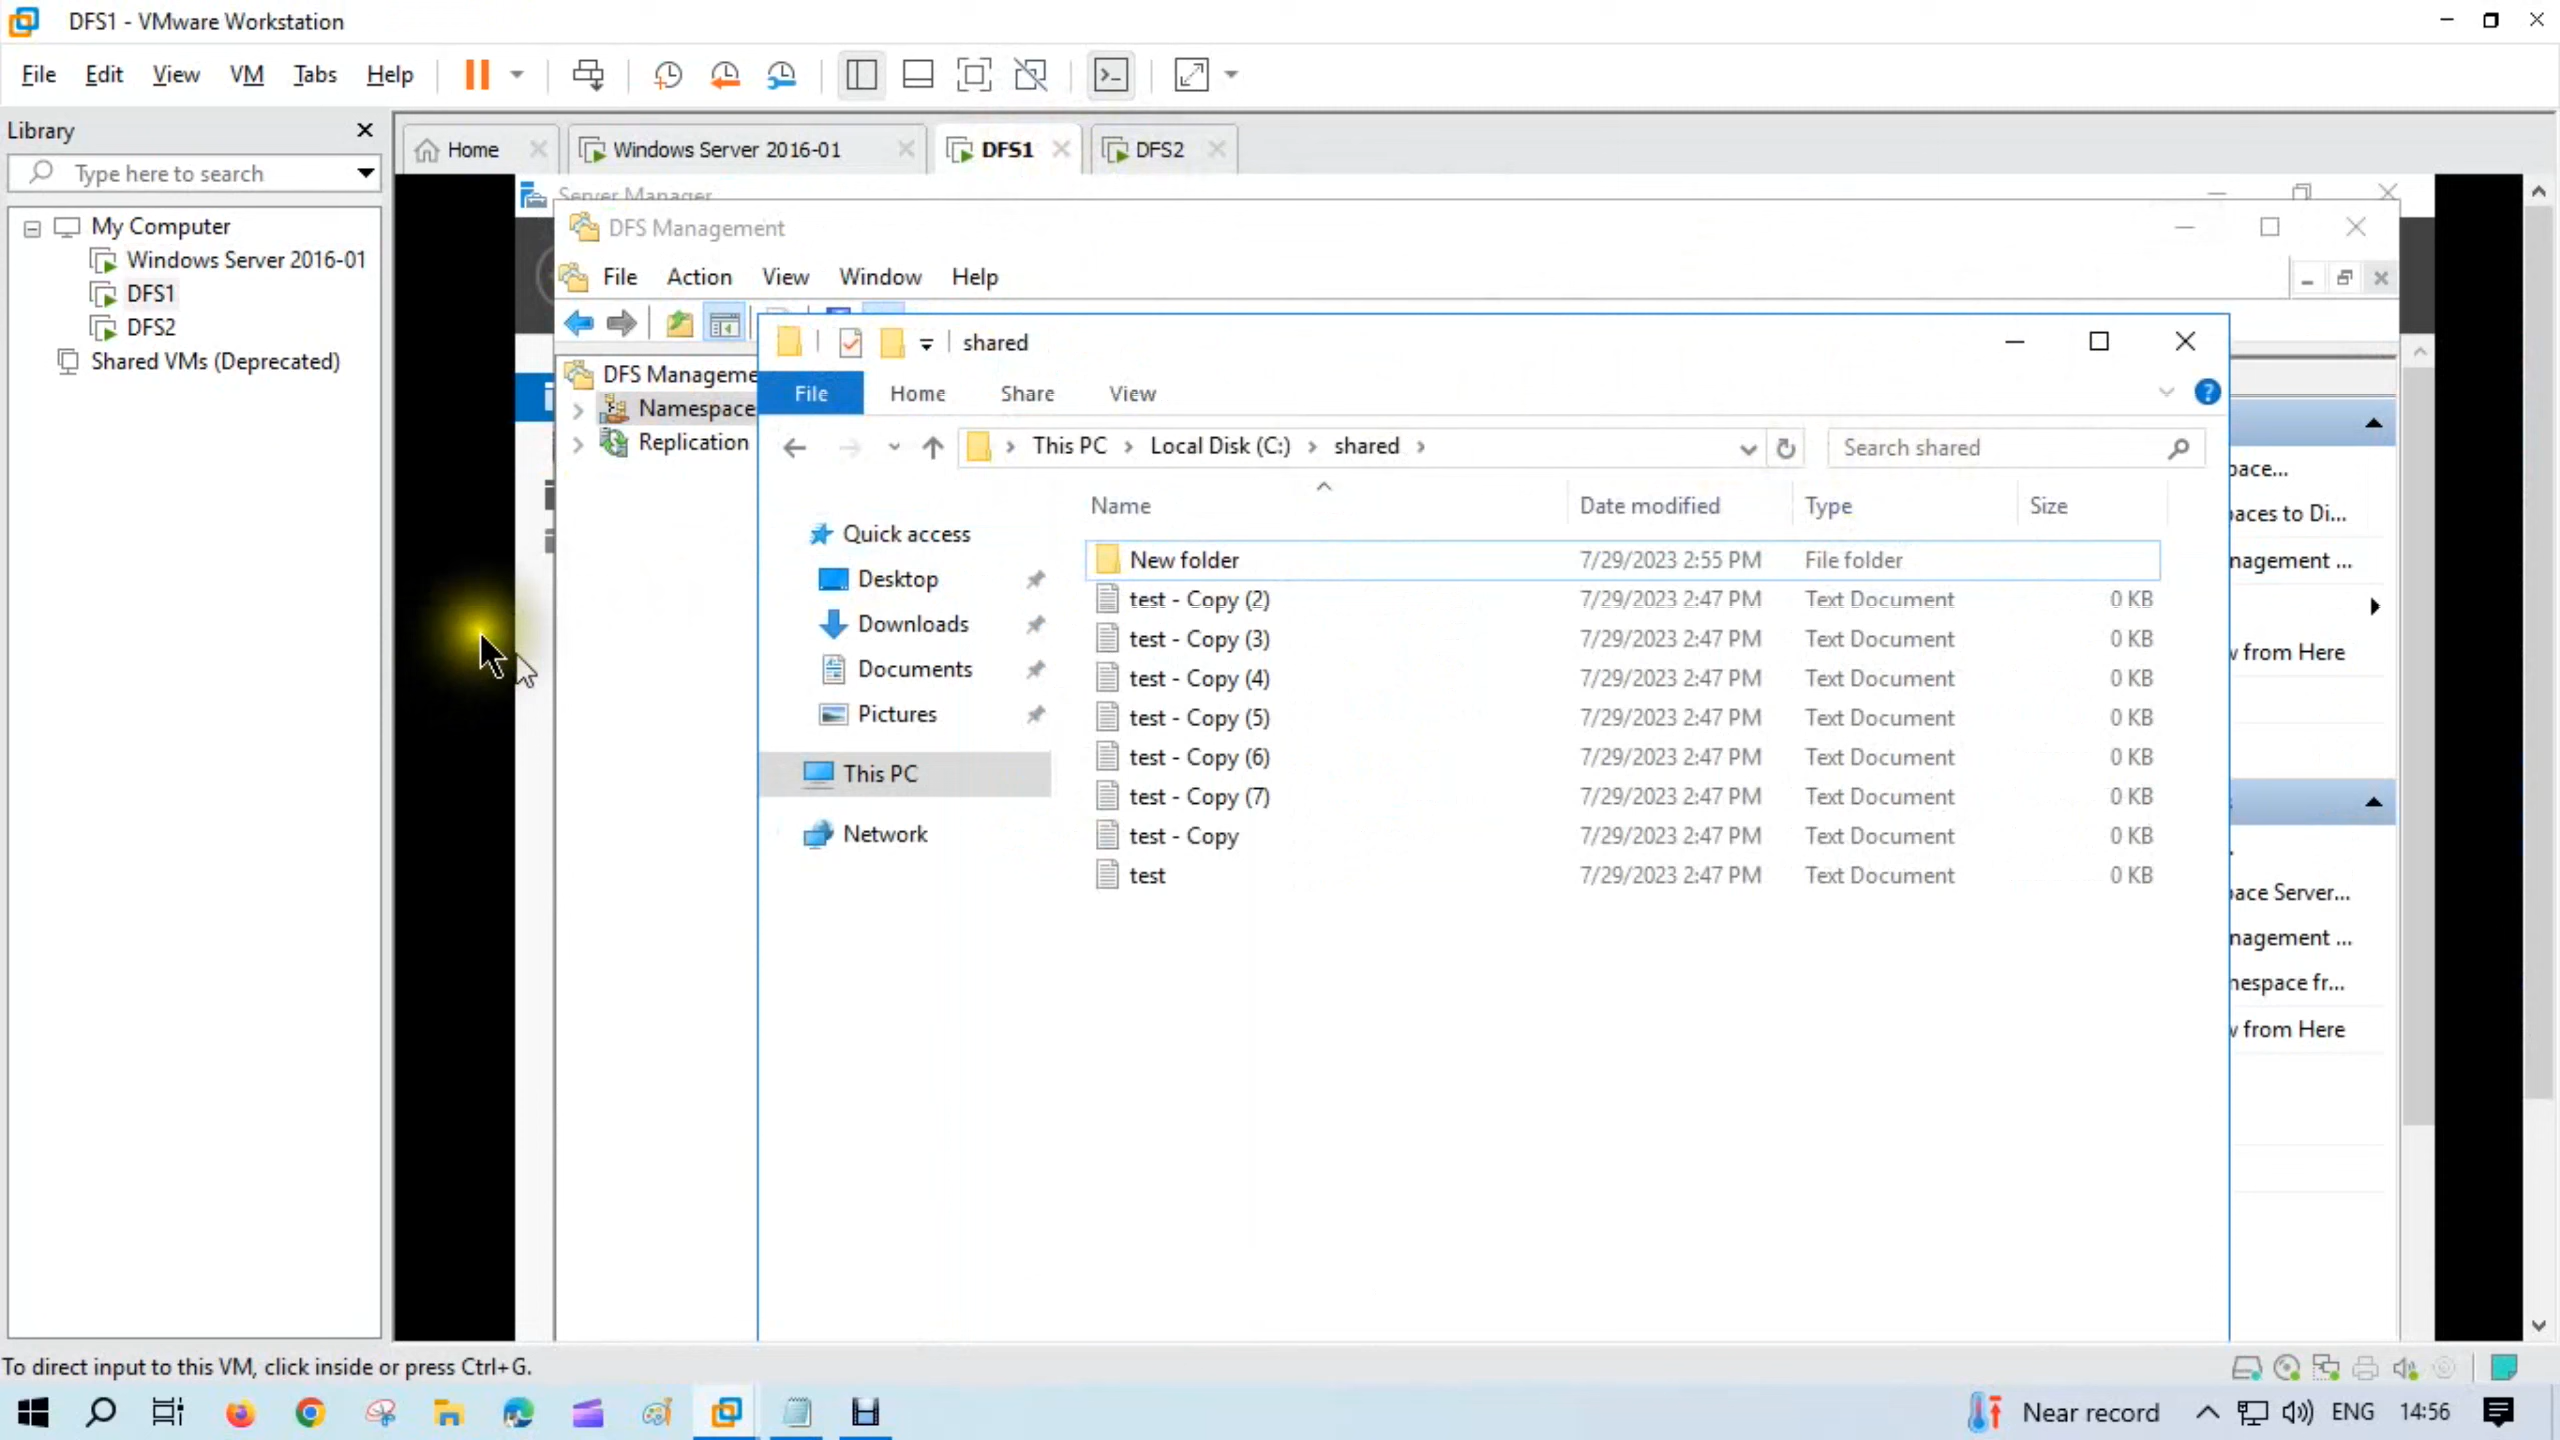 DFS1 - VMware Workstation
File Edit View VM Tabs Help
Library
Type here to search
My Computer
Windows Server 2016-01
DFS1
DFS2
Shared VMs (Deprecated)
Home
Windows Server 2016-01
DFS1
DFS2
Server Manager
DFS Management
File Action View Window Help
DFS Manageme
Namespace
Replication
shared
File Home Share View
This PC Local Disk (C:) shared
Search shared
Quick access
Desktop
Downloads
Documents
Pictures
This PC
Network
Name Date modified Type Size
New folder 7/29/2023 2:55 PM File folder
test - Copy (2) 7/29/2023 2:47 PM Text Document 0 KB
test - Copy (3) 7/29/2023 2:47 PM Text Document 0 KB
test - Copy (4) 7/29/2023 2:47 PM Text Document 0 KB
test - Copy (5) 7/29/2023 2:47 PM Text Document 0 KB
test - Copy (6) 7/29/2023 2:47 PM Text Document 0 KB
test - Copy (7) 7/29/2023 2:47 PM Text Document 0 KB
test - Copy 7/29/2023 2:47 PM Text Document 0 KB
test 7/29/2023 2:47 PM Text Document 0 KB
pace...
paces to Di...
nagement ...
from Here
pace Server...
nagement ...
nespace fr...
from Here
To direct input to this VM, click inside or press Ctrl+G.
Near record ENG 14:56